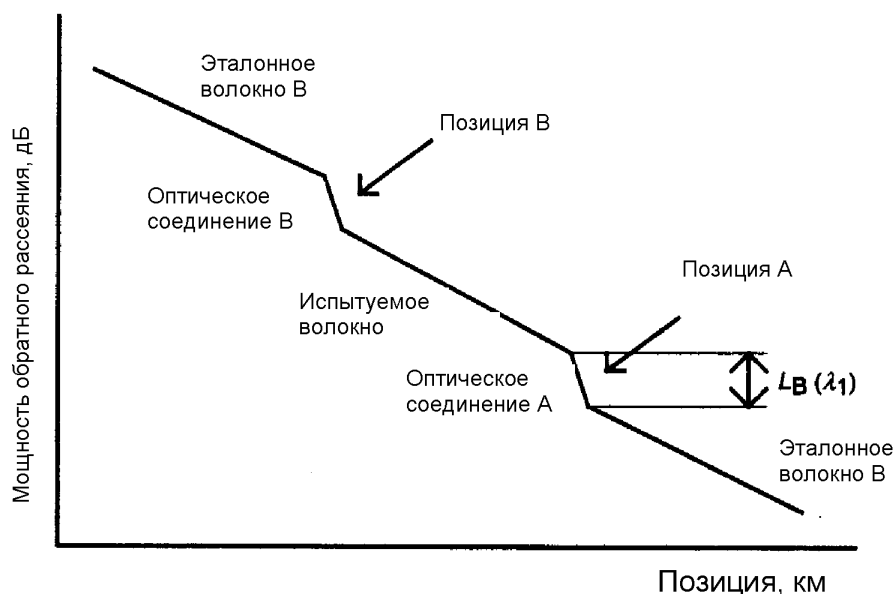 Эталонное
волокно В
Позиция В
Оптическое
соединение В
Позиция А
Испытуемое
волокно
Оптическое
соединение А
LB (λ1)
Эталонное
волокно В
Мощность обратного рассеяния, дБ
Позиция, км